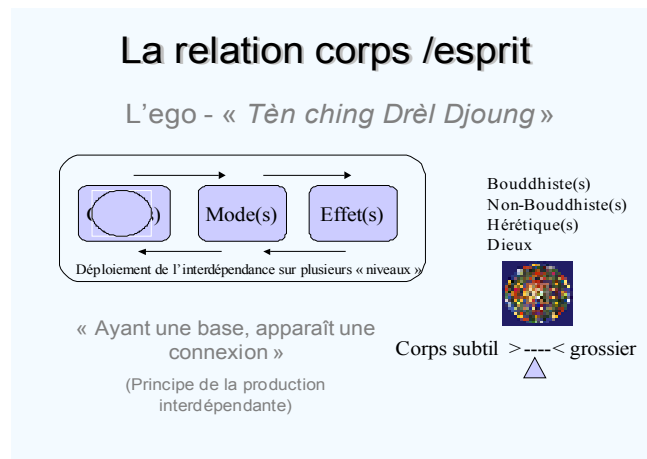 La relation corps /esprit
L'ego - « Tèn ching Drèl Djoung »
Mode(s)
Effet(s)
Déploiement de l'interdépendance sur plusieurs « niveaux »
« Ayant une base, apparaît une
connexion »
(Principe de la production
interdépendante)
Bouddhiste(s)
Non-Bouddhiste(s)
Hérétique(s)
Dieux
Corps subtil >----< grossier